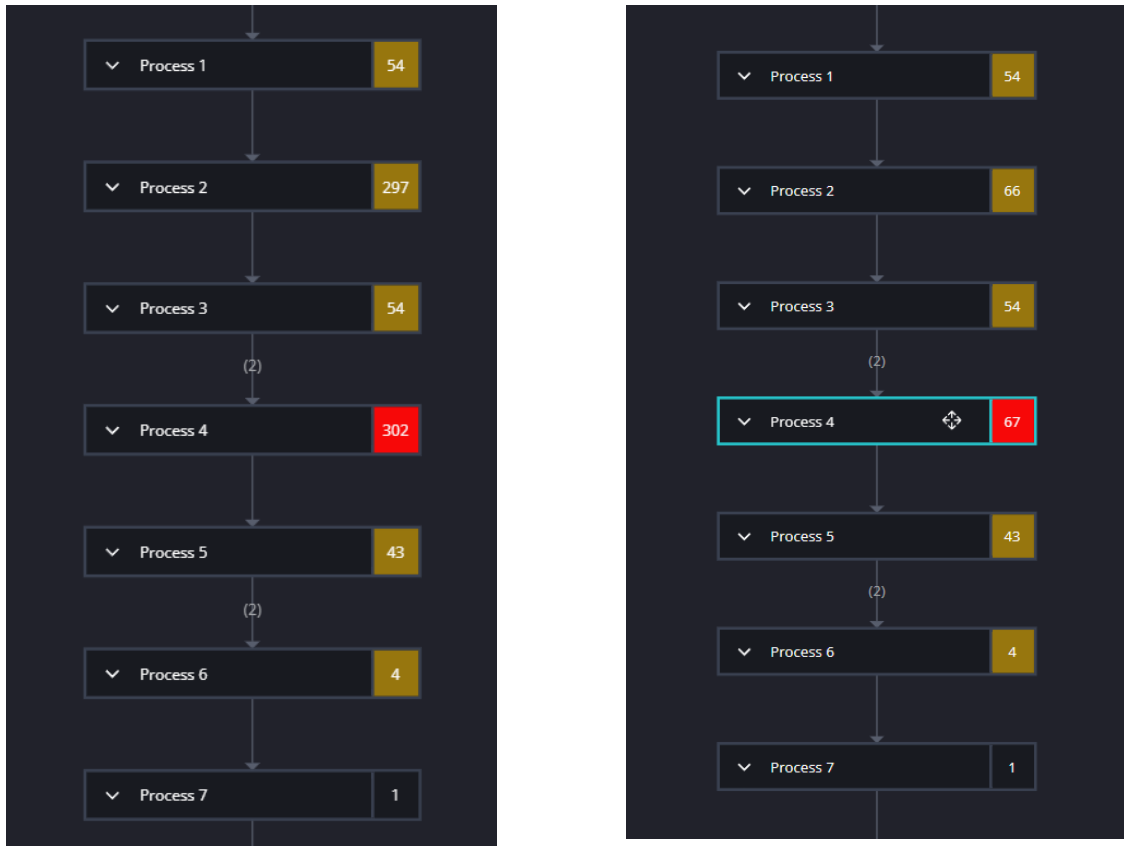 Process 1 54
Process 2 297
Process 3 54
(2)
Process 4 302
Process 5 43
(2)
Process 6 4
Process 7 1
Process 1 54
Process 2 66
Process 3 54
(2)
Process 4 67
Process 5 43
(2)
Process 6 4
Process 7 1